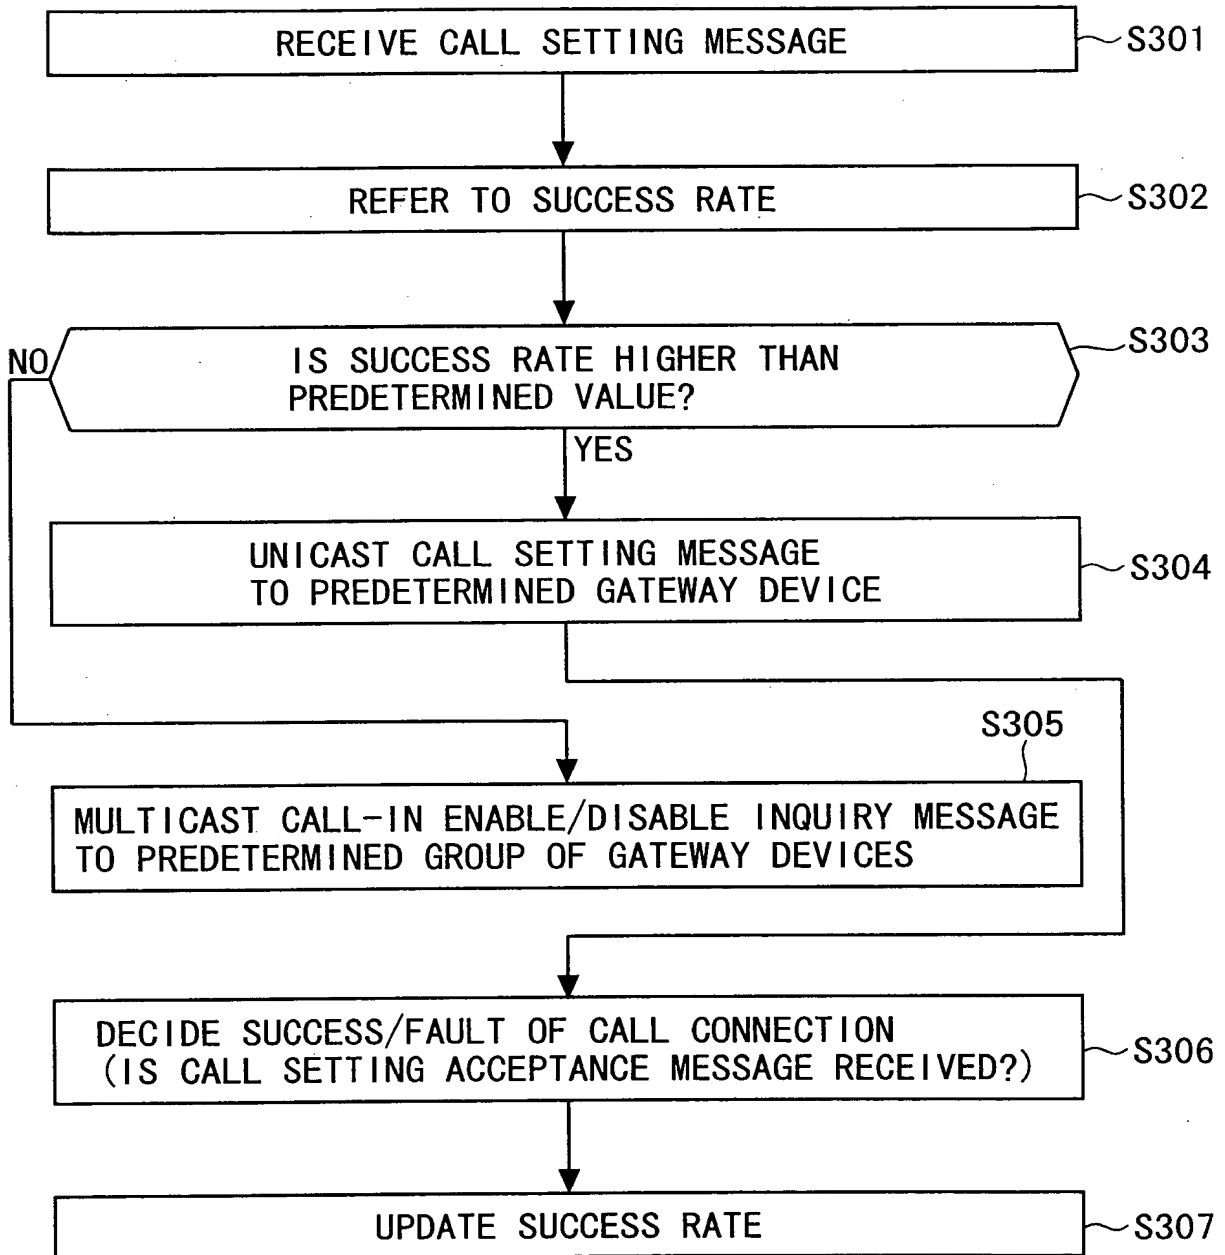 RECEIVE CALL SETTING MESSAGE
S301
REFER TO SUCCESS RATE
S302
IS SUCCESS RATE HIGHER THAN
PREDETERMINED VALUE?
S303
NO
YES
UNICAST CALL SETTING MESSAGE
TO PREDETERMINED GATEWAY DEVICE
S304
S305
MULTICAST CALL-IN ENABLE/DISABLE INQUIRY MESSAGE
TO PREDETERMINED GROUP OF GATEWAY DEVICES
DECIDE SUCCESS/FAULT OF CALL CONNECTION
(IS CALL SETTING ACCEPTANCE MESSAGE RECEIVED?)
S306
UPDATE SUCCESS RATE
S307